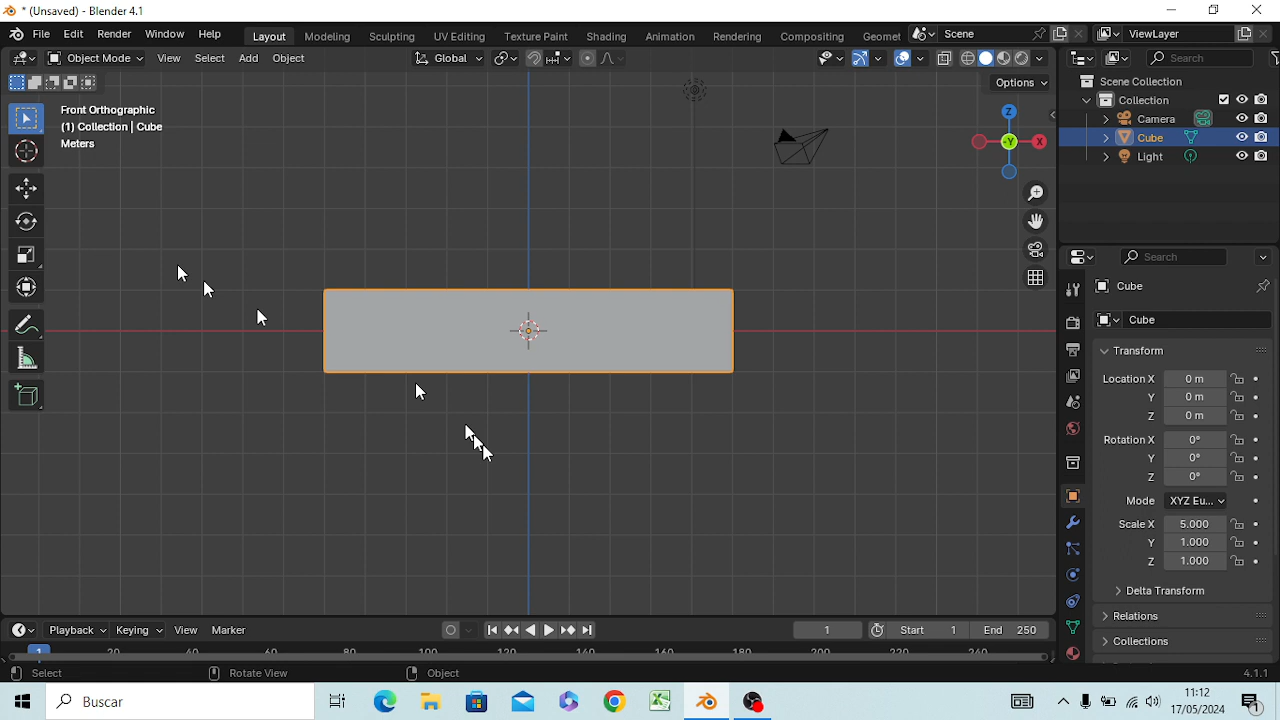 * (Unsaved) - Blender 4.1
File Edit Render Window Help Layout Modeling Sculpting UV Editing Texture Paint Shading Animation Rendering Compositing Geomet Scene ViewLayer
Object Mode View Select Add Object Global Search
Options
Front Orthographic
(1) Collection | Cube
Meters
Z
X
-Y
Scene Collection
Collection
Camera
Cube
Light
Search
Cube
Cube
Transform
Location X 0 m
Y 0 m
Z 0 m
Rotation X 0°
Y 0°
Z 0°
Mode XYZ Eu...
Scale X 5.000
Y 1.000
Z 1.000
Delta Transform
Relations
Collections
Playback Keying View Marker 1 Start 1 End 250
1 20 40 60 80 100 120 140 160 180 200 220 240
Select Rotate View Object 4.1.1
Buscar
11:12
17/05/2024
1